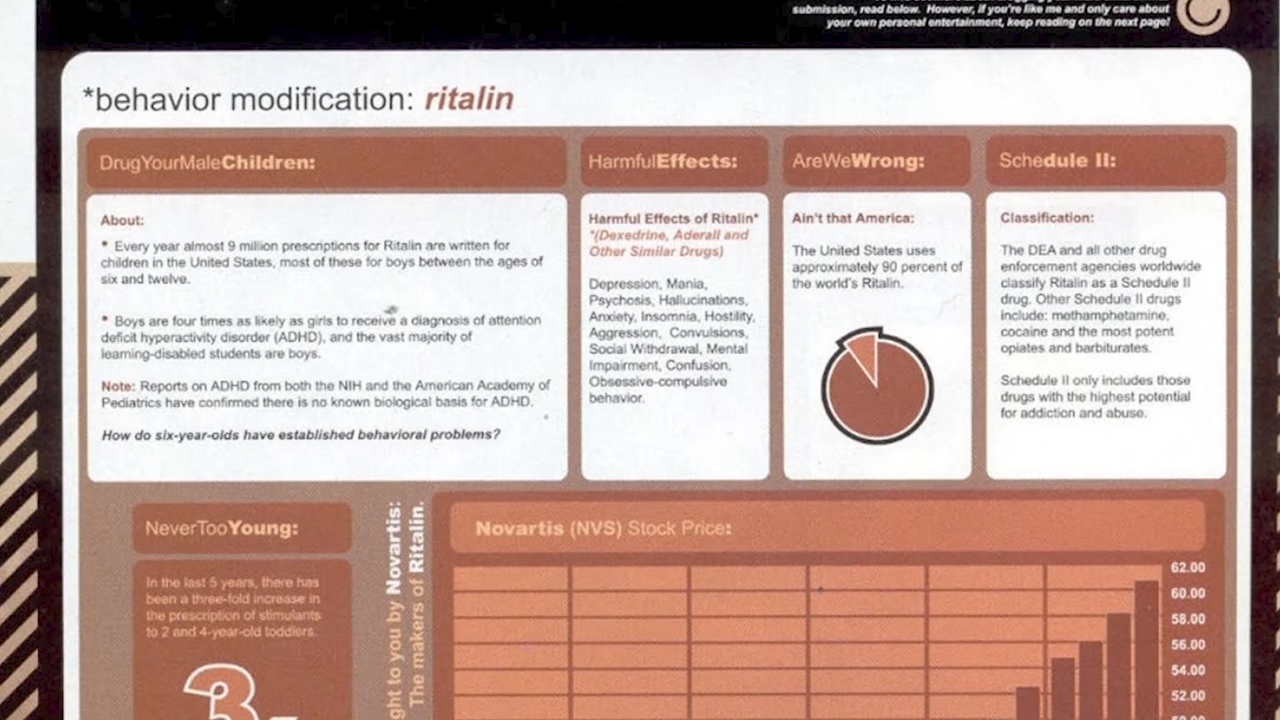 submission, read below. However, if you're like me and only care about
your own personal entertainment, keep reading on the next page!
*behavior modification: ritalin
DrugYourMaleChildren:
About:
* Every year almost 9 million prescriptions for Ritalin are written for
children in the United States, most of these for boys between the ages of
six and twelve.
* Boys are four times as likely as girls to receive a diagnosis of attention
deficit hyperactivity disorder (ADHD), and the vast majority of
learning-disabled students are boys.
Note: Reports on ADHD from both the NIH and the American Academy of
Pediatrics have confirmed there is no known biological basis for ADHD.
How do six-year-olds have established behavioral problems?
HarmfulEffects:
Harmful Effects of Ritalin*
*(Dexedrine, Aderall and
Other Similar Drugs)
Depression, Mania,
Psychosis, Hallucinations,
Anxiety, Insomnia, Hostility,
Aggression, Convulsions,
Social Withdrawal, Mental
Impairment, Confusion,
Obsessive-compulsive
behavior.
AreWeWrong:
Ain't that America:
The United States uses
approximately 90 percent of
the world's Ritalin.
Schedule II:
Classification:
The DEA and all other drug
enforcement agencies worldwide
classify Ritalin as a Schedule II
drug. Other Schedule II drugs
include: methamphetamine,
cocaine and the most potent
opiates and barbiturates.
Schedule II only includes those
drugs with the highest potential
for addiction and abuse.
NeverTooYoung:
In the last 5 years, there has
been a three-fold increase in
the prescription of stimulants
to 2 and 4-year-old toddlers.
3
ght to you by Novartis:
The makers of Ritalin.
Novartis (NVS) Stock Price:
62.00
60.00
58.00
56.00
54.00
52.00